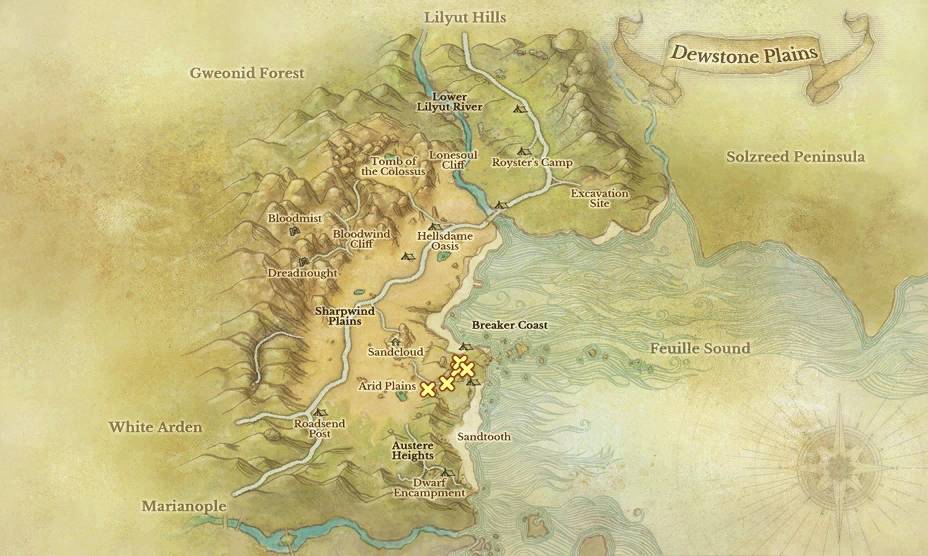 Lilyut Hills
Dewstone Plains
Gweonid Forest
Lower
Lilyut River
Tomb of
the Colossus
Lonesoul
Cliff
Royster's Camp
Solzreed Peninsula
Excavation
Site
Bloodmist
Bloodwind
Cliff
Hellsdame
Oasis
Dreadnought
Sharpwind
Plains
Breaker Coast
Sandcloud
Feuille Sound
Arid Plains
White Arden
Roadsend
Post
Sandtooth
Austere
Heights
Dwarf
Encampment
Marianople